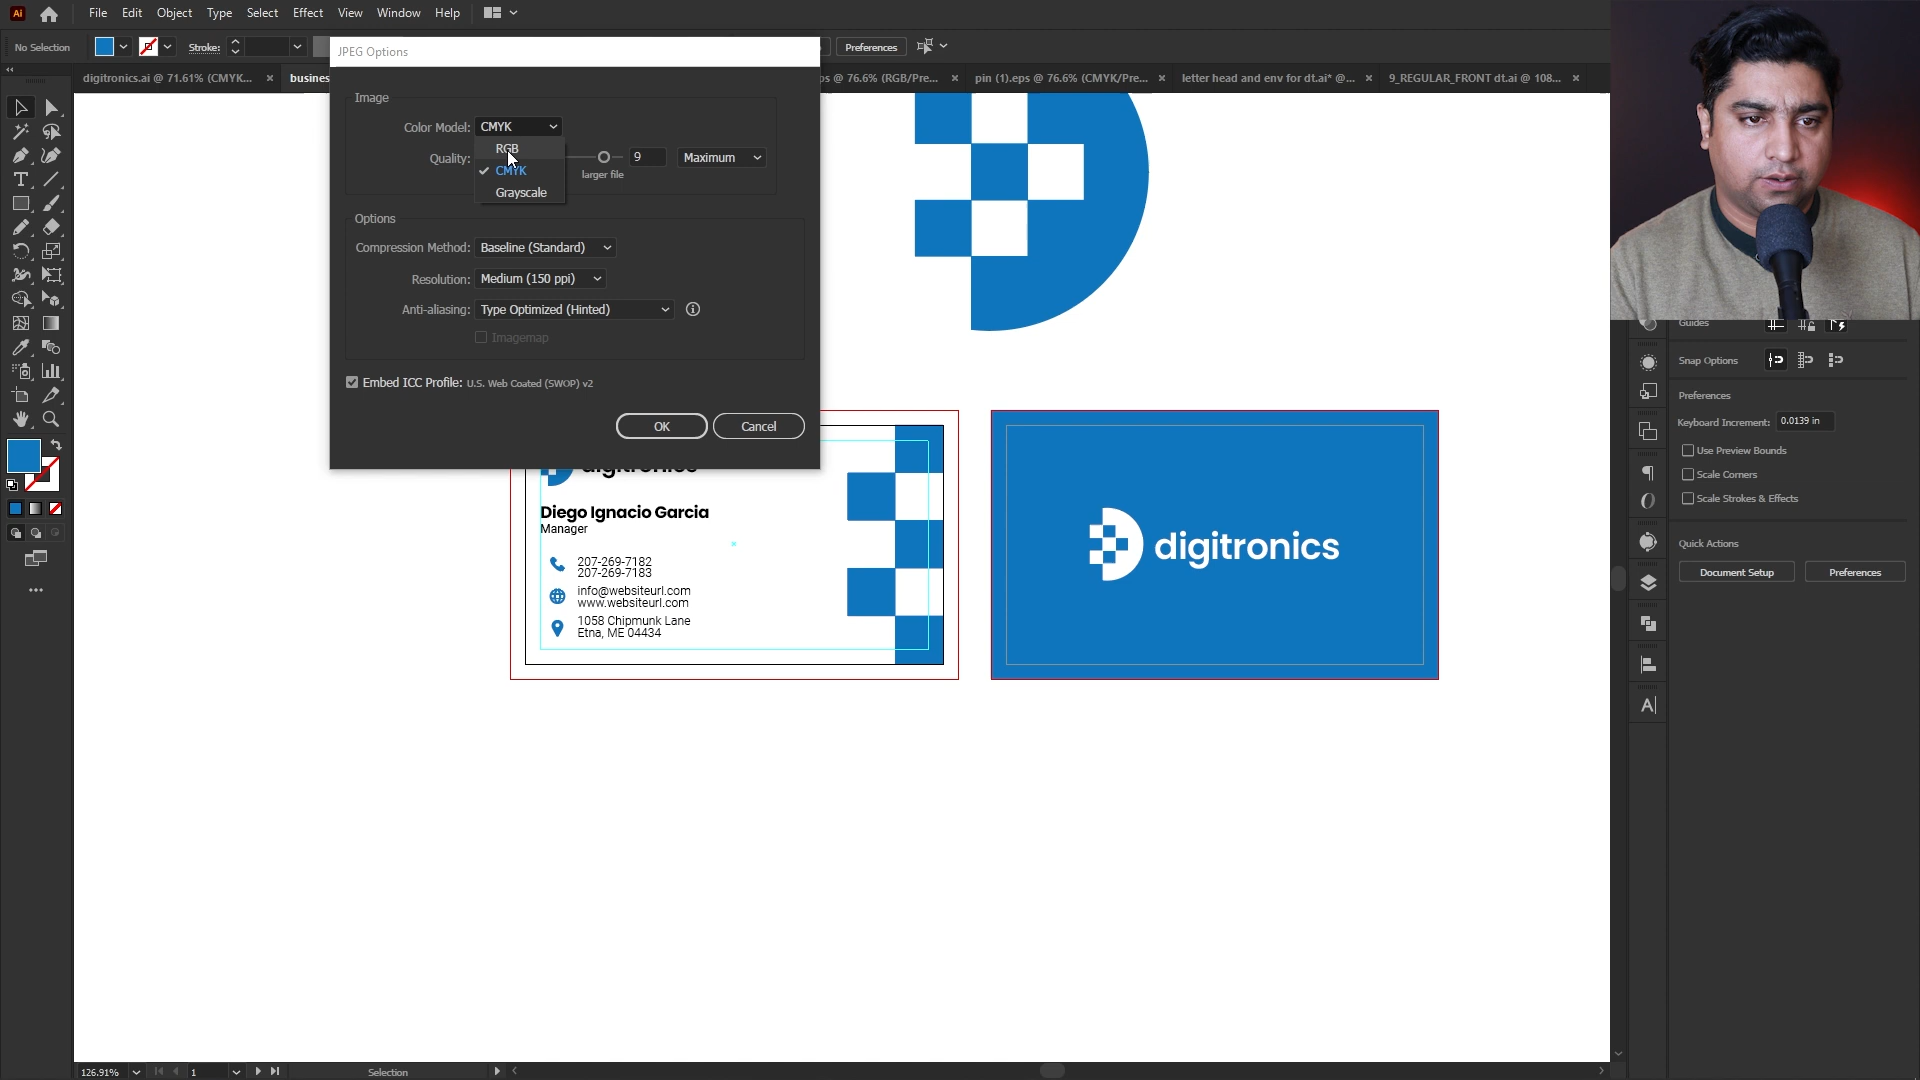 Ai File Edit Object Type Select Effect View Window Help
No Selection Stroke: Preferences
JPEG Options
digitronics.ai @ 71.61% (CMYK... × busines ps @ 76.6% (RGB/Pre... × pin (1).eps @ 76.6% (CMYK/Pre... × letter head and env for dt.ai* @... × 9_REGULAR_FRONT dt.ai @ 108... ×
Image
Color Model: CMYK
RGB
CMYK
Grayscale
Quality: 9 Maximum
larger file
Options
Compression Method: Baseline (Standard)
Resolution: Medium (150 ppi)
Anti-aliasing: Type Optimized (Hinted)
Imagemap
Embed ICC Profile: U.S. Web Coated (SWOP) v2
OK Cancel
digitronics
Diego Ignacio Garcia
Manager
207-269-7182
207-269-7183
info@websiteurl.com
www.websiteurl.com
1058 Chipmunk Lane
Etna, ME 04434
digitronics
Guides
Snap Options
Preferences
Keyboard Increment: 0.0139 in
Use Preview Bounds
Scale Corners
Scale Strokes & Effects
Quick Actions
Document Setup Preferences
126.91% 1 Selection